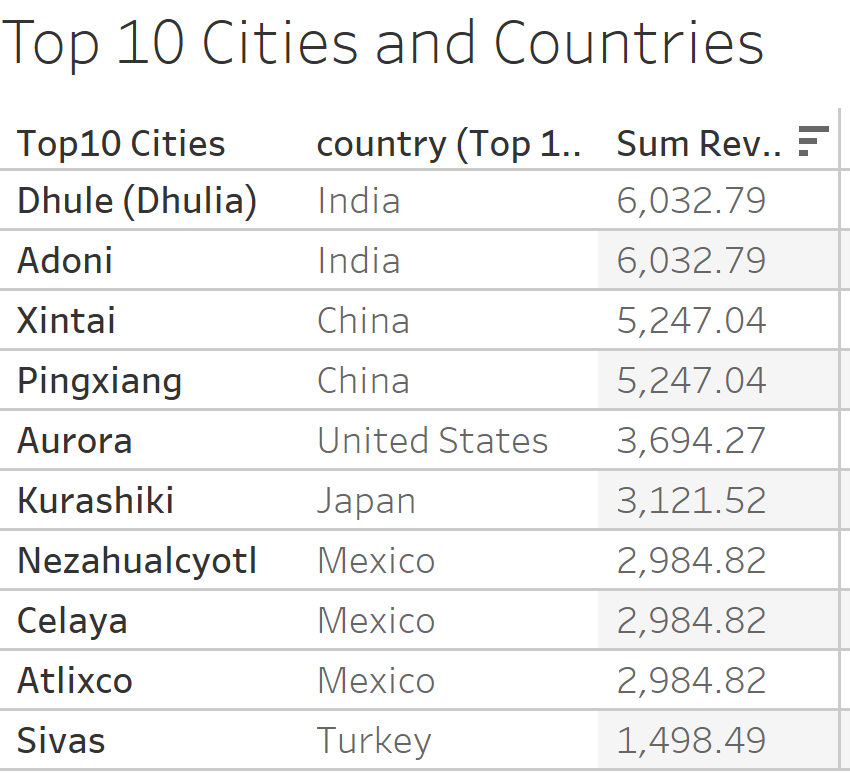 Top 10 Cities and Countries
Top10 Cities country (Top 1.. Sum Rev..
Dhule (Dhulia) India 6,032.79
Adoni India 6,032.79
Xintai China 5,247.04
Pingxiang China 5,247.04
Aurora United States 3,694.27
Kurashiki Japan 3,121.52
Nezahualcyotl Mexico 2,984.82
Celaya Mexico 2,984.82
Atlixco Mexico 2,984.82
Sivas Turkey 1,498.49